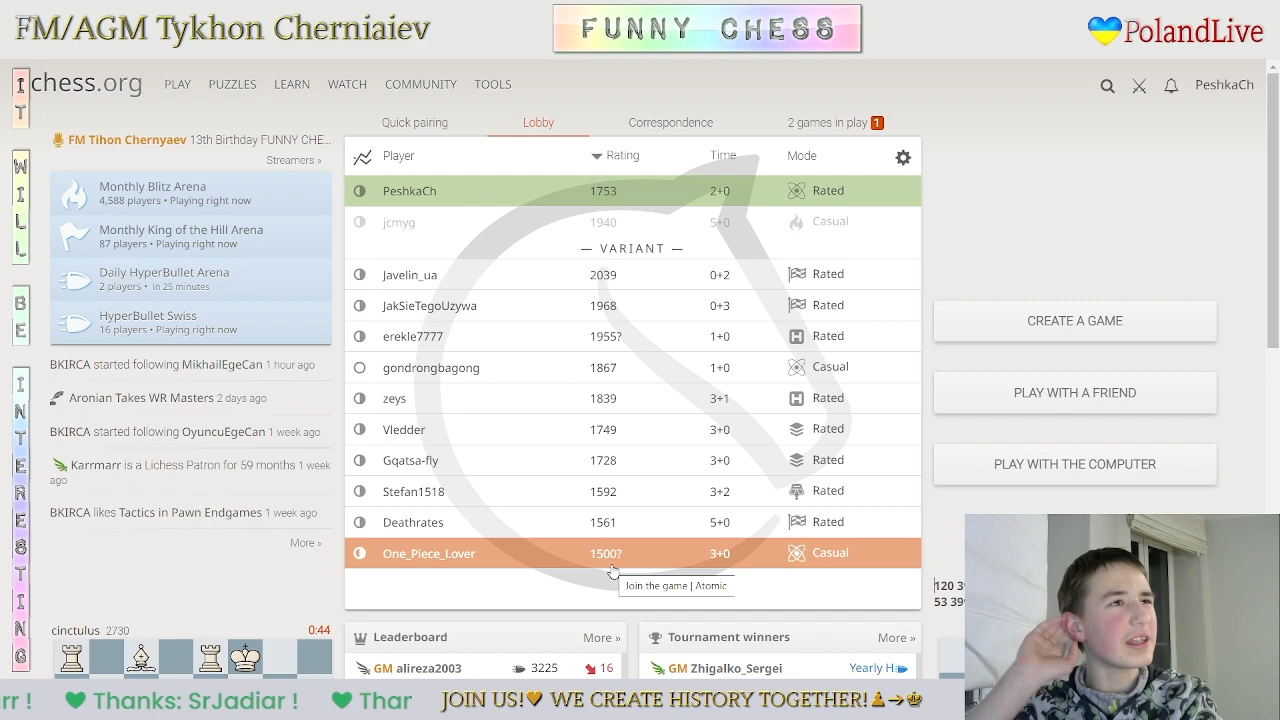 FM/AGM Tykhon Cherniaiev
FUNNY CHESS
PolandLive
IT WILL BE INTERESTING
chess.org
PLAY
PUZZLES
LEARN
WATCH
COMMUNITY
TOOLS
PeshkaCh
FM Tihon Chernyaev 13th Birthday FUNNY CHE...
Streamers »
Monthly Blitz Arena
4,588 players • Playing right now
Monthly King of the Hill Arena
87 players • Playing right now
Daily HyperBullet Arena
2 players • in 25 minutes
HyperBullet Swiss
16 players • Playing right now
BKIRCA started following MikhailEgeCan 1 hour ago
Aronian Takes WR Masters 2 days ago
BKIRCA started following OyuncuEgeCan 1 week ago
Karrmarr is a Lichess Patron for 59 months 1 week
ago
BKIRCA likes Tactics in Pawn Endgames 1 week ago
More »
Quick pairing
Lobby
Correspondence
2 games in play 1
Player Rating Time Mode
PeshkaCh 1753 2+0 Rated
jcmyg 1940 5+0 Casual
— VARIANT —
Javelin_ua 2039 0+2 Rated
JakSieTegoUzywa 1968 0+3 Rated
erekle7777 1955? 1+0 Rated
gondrongbagong 1867 1+0 Casual
zeys 1839 3+1 Rated
Vledder 1749 3+0 Rated
Gqatsa-fly 1728 3+0 Rated
Stefan1518 1592 3+2 Rated
Deathrates 1561 5+0 Rated
One_Piece_Lover 1500? 3+0 Casual
Join the game | Atomic
CREATE A GAME
PLAY WITH A FRIEND
PLAY WITH THE COMPUTER
120 3
53 39
cinctulus 2730 0:44
Leaderboard More »
GM alireza2003 3225 16
Tournament winners More »
GM Zhigalko_Sergei Yearly H
rr ! Thanks: SrJadiar ! Thar
JOIN US! WE CREATE HISTORY TOGETHER!